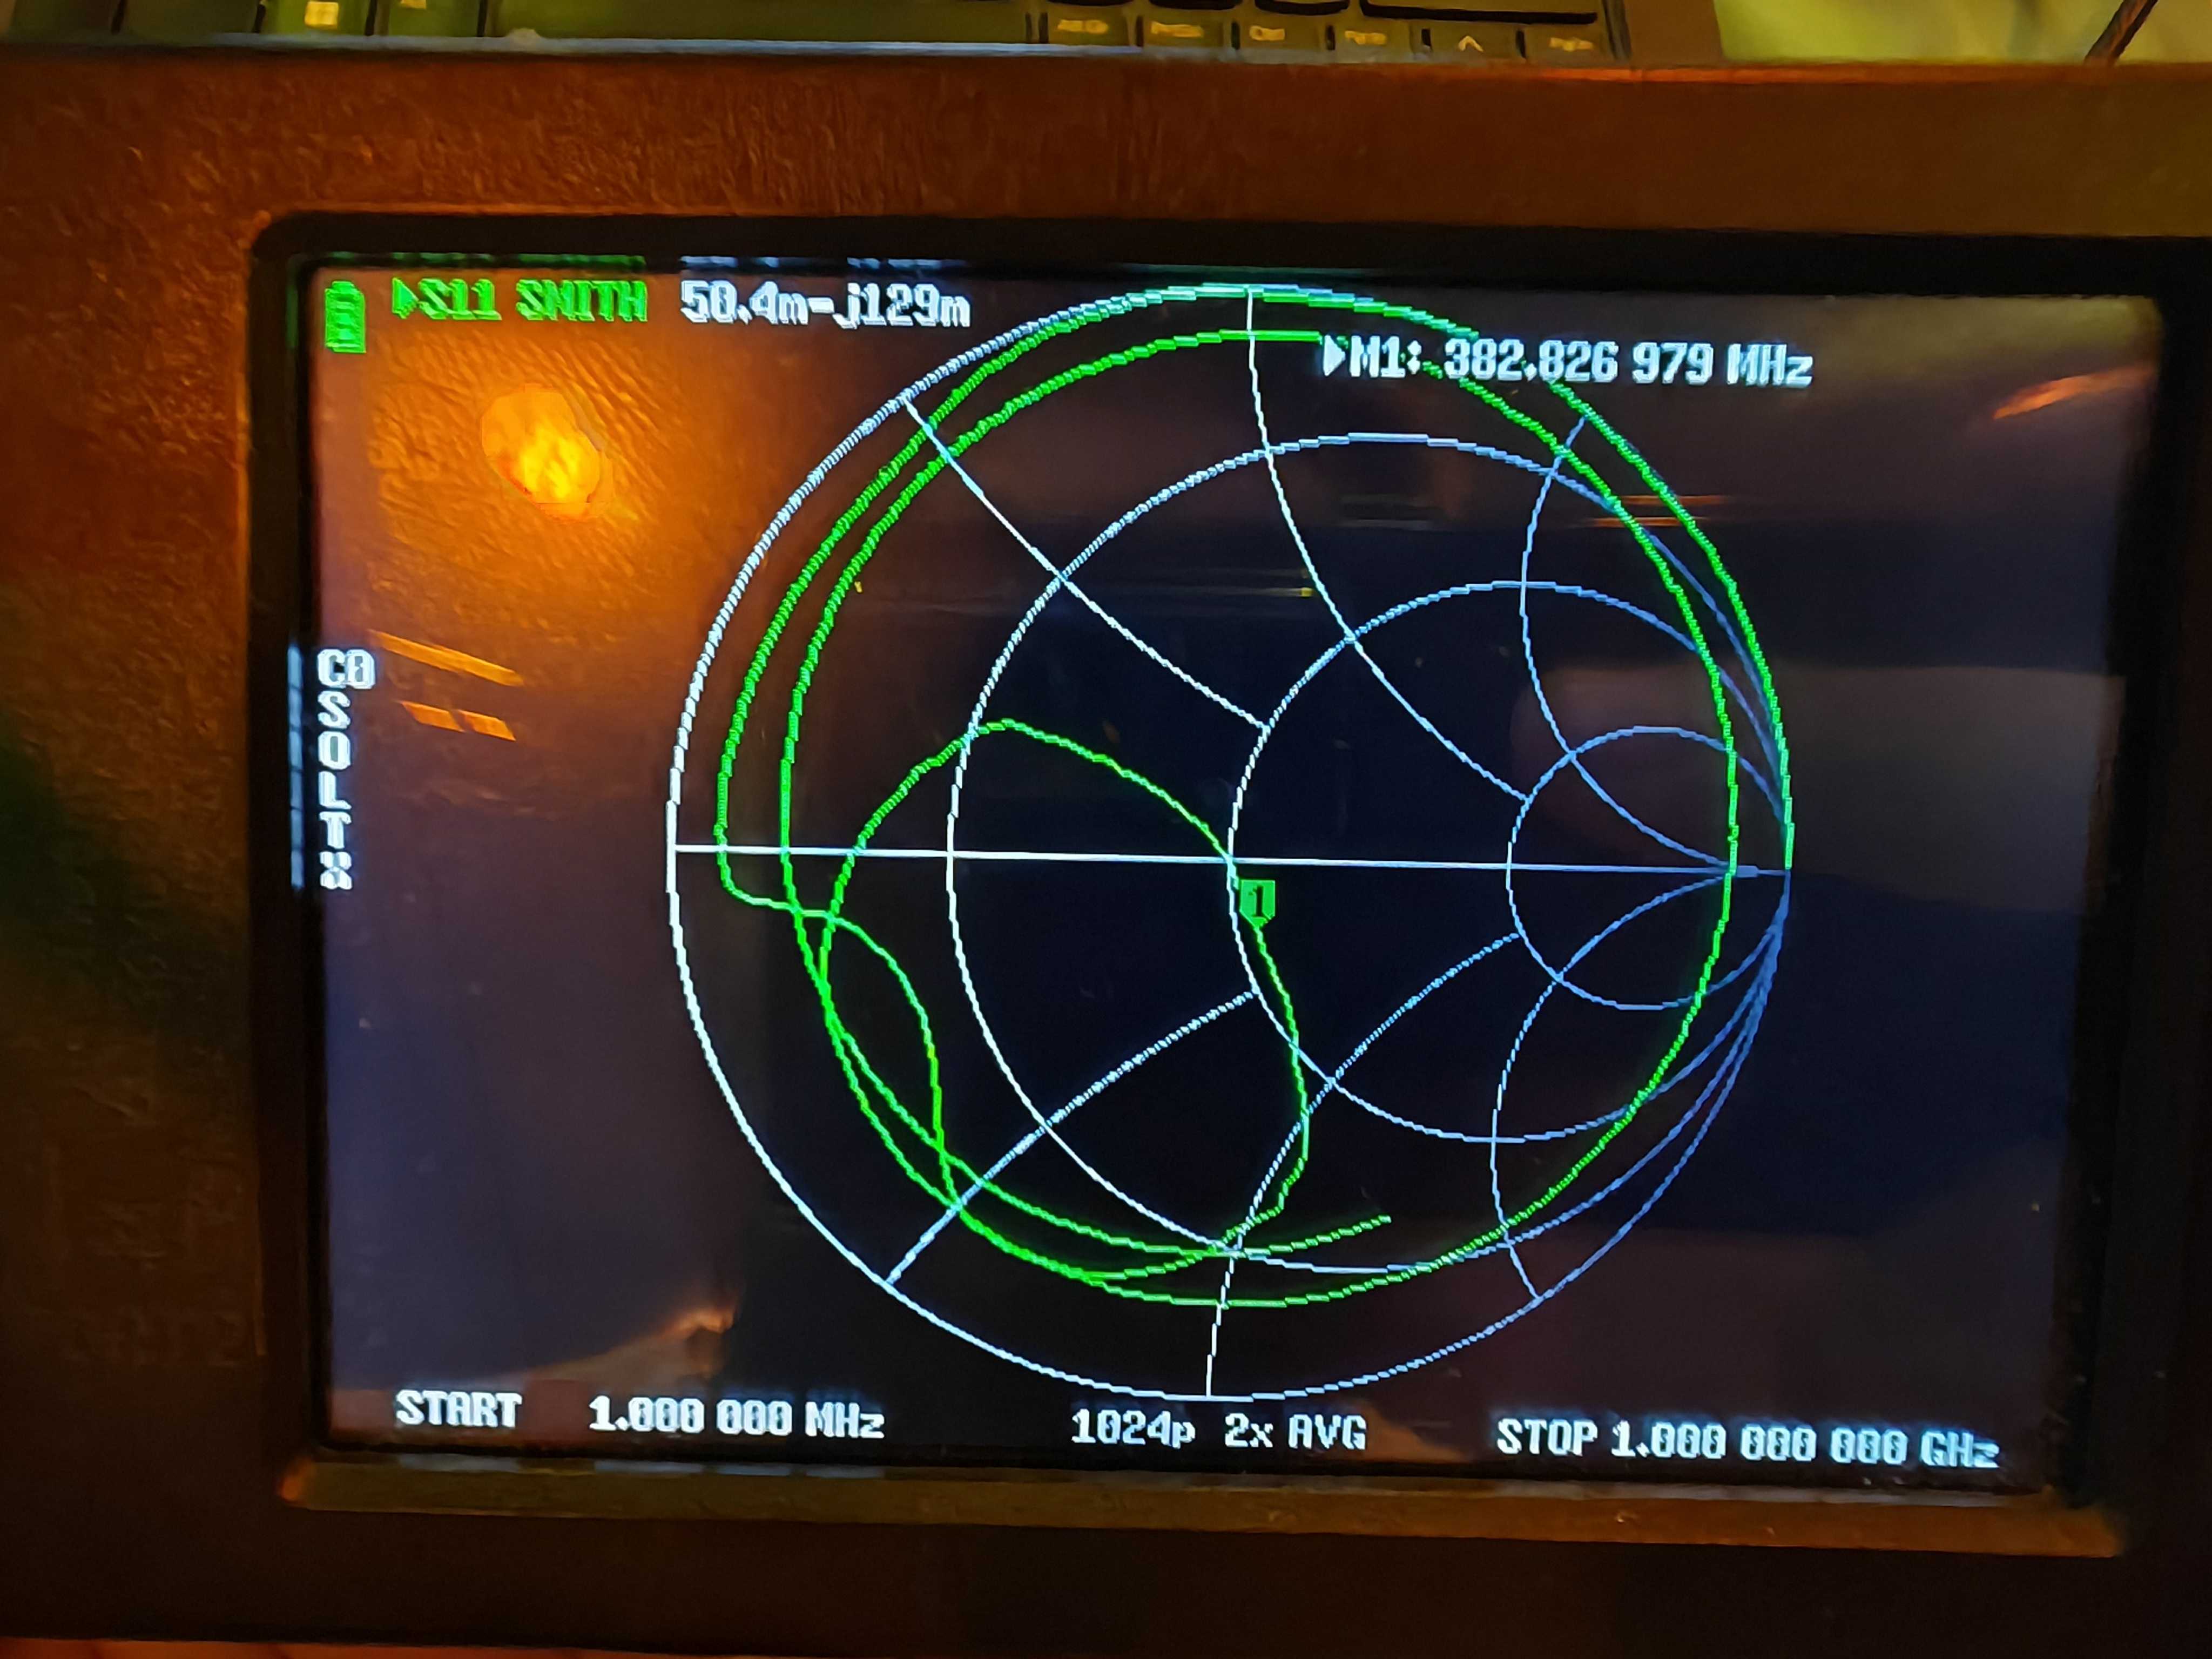 ▶S11 SMITH 50.4m-j129m
▶M1: 382.826 979 MHz
C0
S
O
L
T
1
START 1.000 000 MHz 1024p 2x AVG STOP 1.000 000 000 GHz